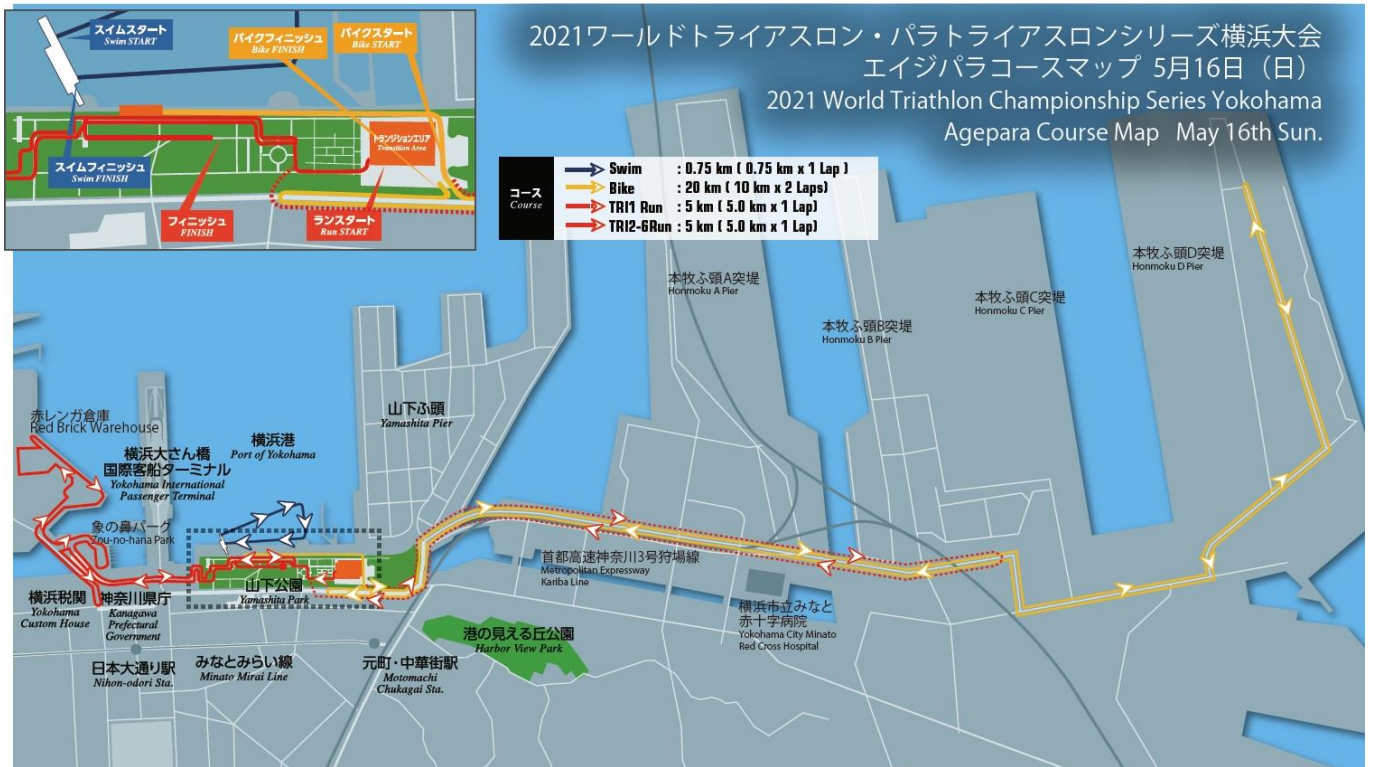 2021ワールドトライアスロン・パラトライアスロンシリーズ横浜大会
エイジパラコースマップ 5月16日（日）
2021 World Triathlon Championship Series Yokohama
Agepara Course Map May 16th Sun.
スイムスタート
Swim START
バイクフィニッシュ
Bike FINISH
バイクスタート
Bike START
トランジションエリア
Transition Area
スイムフィニッシュ
Swim FINISH
フィニッシュ
FINISH
ランスタート
Run START
コース
Course
Swim : 0.75 km ( 0.75 km x 1 Lap )
Bike : 20 km ( 10 km x 2 Laps)
TRI1 Run : 5 km ( 5.0 km x 1 Lap)
TRI2-6Run : 5 km ( 5.0 km x 1 Lap)
本牧ふ頭A突堤
Honmoku A Pier
本牧ふ頭B突堤
Honmoku B Pier
本牧ふ頭C突堤
Honmoku C Pier
本牧ふ頭D突堤
Honmoku D Pier
赤レンガ倉庫
Red Brick Warehouse
横浜大さん橋
国際客船ターミナル
Yokohama International
Passenger Terminal
横浜港
Port of Yokohama
山下ふ頭
Yamashita Pier
象の鼻パーク
Zou-no-hana Park
山下公園
Yamashita Park
首都高速神奈川3号狩場線
Metropolitan Expressway
Kariba Line
横浜税関
Yokohama
Custom House
神奈川県庁
Kanagawa
Prefectural
Government
横浜市立みなと
赤十字病院
Yokohama City Minato
Red Cross Hospital
港の見える丘公園
Harbor View Park
日本大通り駅
Nihon-odori Sta.
みなとみらい線
Minato Mirai Line
元町・中華街駅
Motomachi
Chukagai Sta.